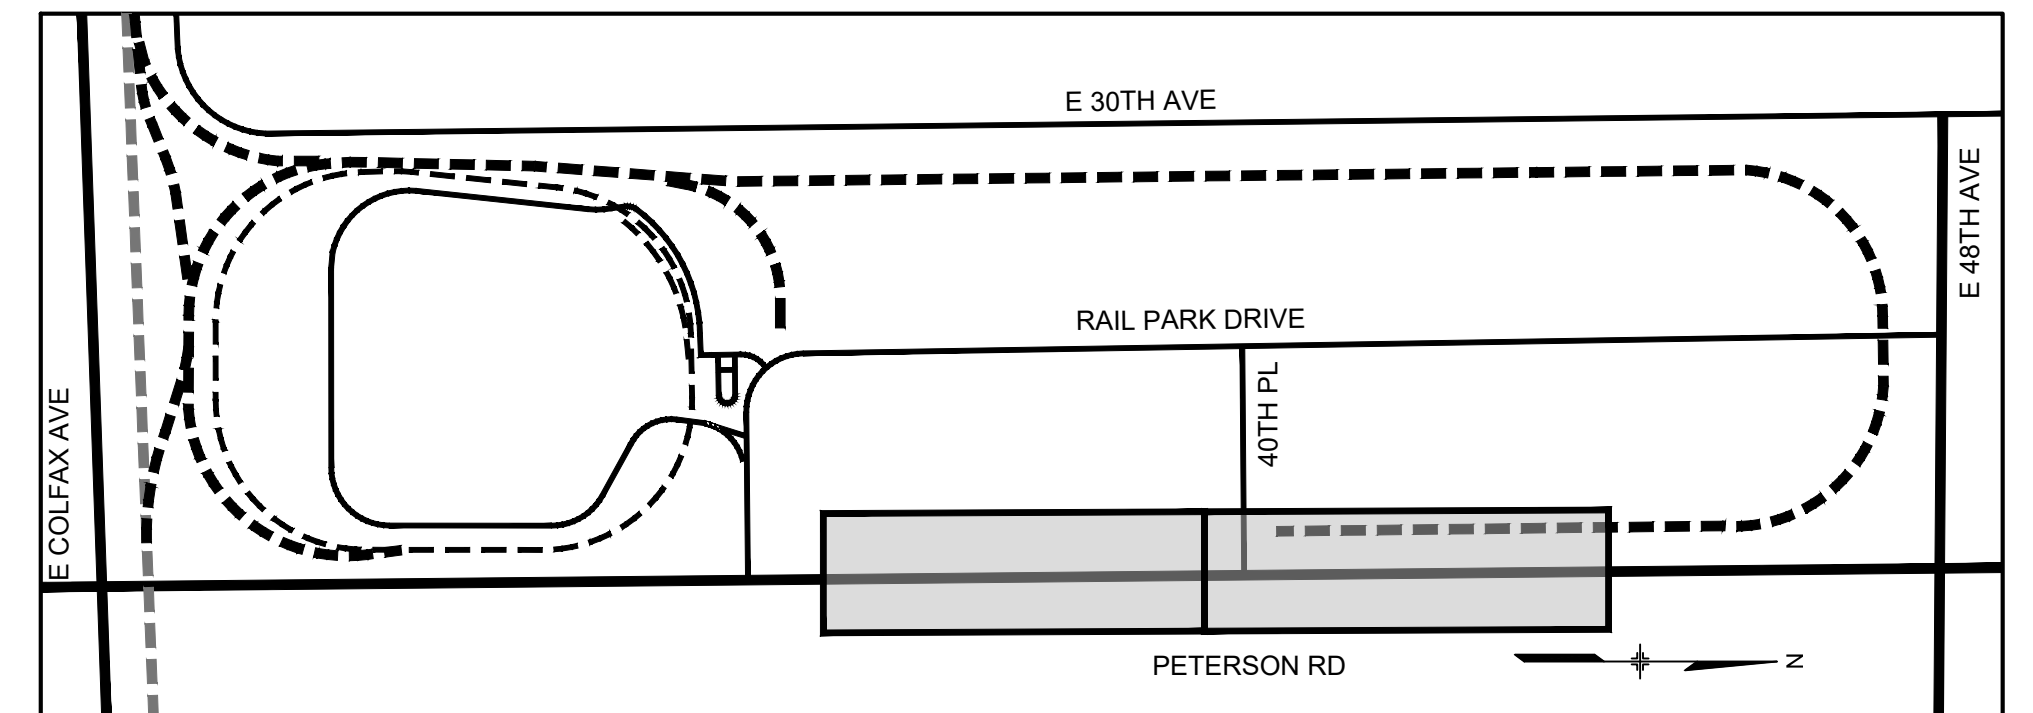 E 30TH AVE
E 48TH AVE
RAIL PARK DRIVE
40TH PL
E COLFAX AVE
PETERSON RD
N